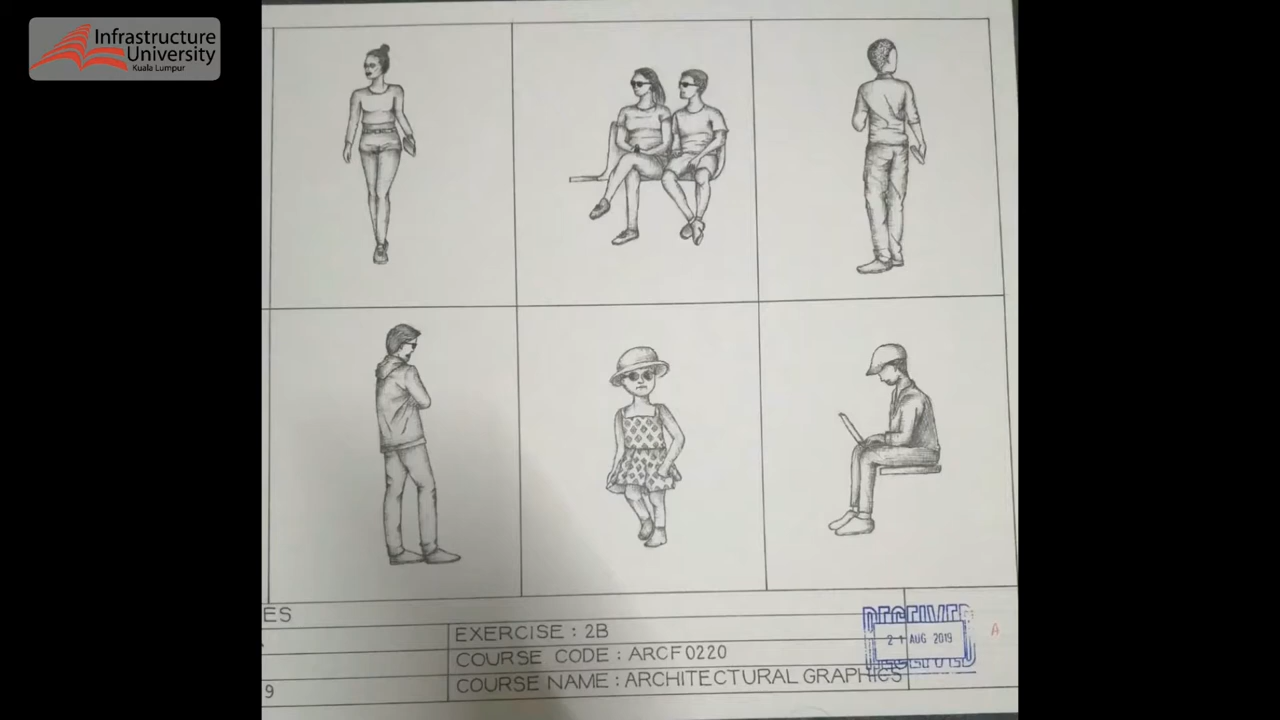 Infrastructure
University
Kuala Lumpur
ES
EXERCISE : 2B
COURSE CODE : ARCF0220
9
COURSE NAME : ARCHITECTURAL GRAPHICS
RECEIVED
21 AUG 2019
RECEIVED
A